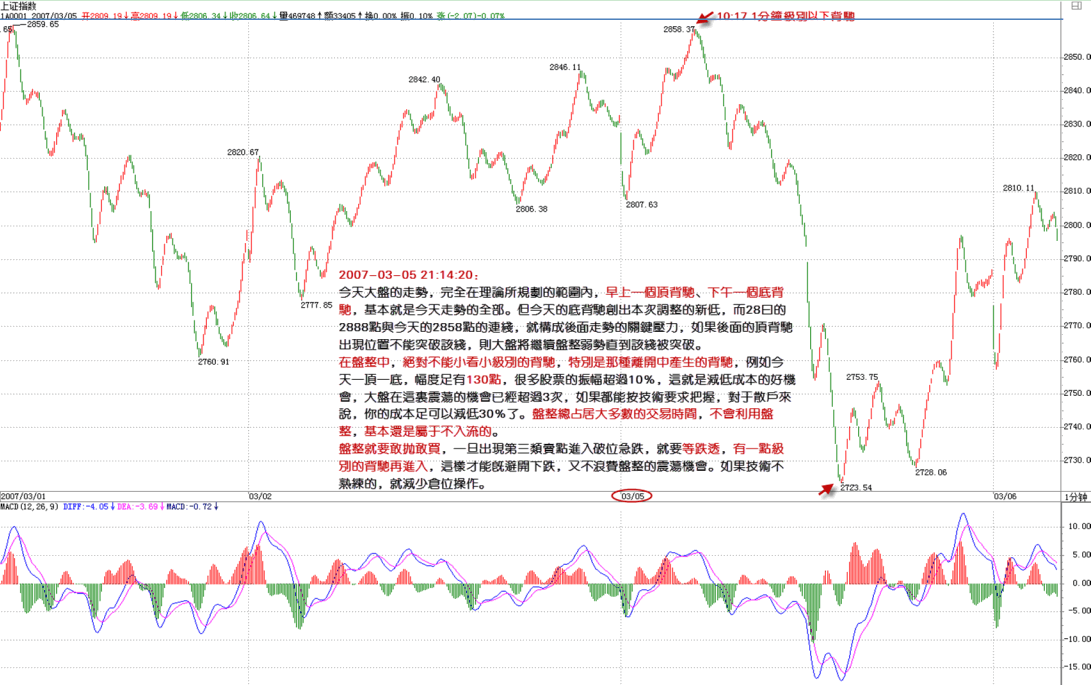 上证指数
1A0001 2007/03/05 开2809.19↓高2809.19↓低2806.34↓收2806.64↓量469748↑额33405↑换0.00% 振0.10% 涨(-2.07)-0.07%
10:17 1分鐘級別以下背馳
.65
2859.65
2858.37
2850.0
2846.11
2842.40
2840.0
2830.0
2820.67
2820.0
2810.11
2810.0
2806.38
2807.63
2800.0
2790.0
2777.85
2780.0
2770.0
2760.91
2760.0
2753.75
2750.0
2740.0
2728.06
2730.0
2723.54
2007-03-05 21:14:20：
今天大盤的走勢，完全在理論所規劃的範圍內，早上一個頂背馳、下午一個底背
馳，基本就是今天走勢的全部。但今天的底背馳創出本次調整的新低，而28日的
2888點與今天的2858點的連綫，就構成後面走勢的關鍵壓力，如果後面的頂背馳
出現位置不能突破該綫，則大盤將繼續盤整弱勢直到該綫被突破。
在盤整中，絕對不能小看小級別的背馳，特別是那種離開中產生的背馳，例如今
天一頂一底，幅度足有130點，很多股票的振幅超過10%，這就是減低成本的好機
會，大盤在這裏震蕩的機會已經超過3次，如果都能按技術要求把握，對于散戶來
說，你的成本足可以減低30%了。盤整總占居大多數的交易時間，不會利用盤
整，基本還是屬于不入流的。
盤整就要敢拋敢買，一旦出現第三類賣點進入破位急跌，就要等跌透，有一點級
別的背馳再進入，這樣才能旣避開下跌，又不浪費盤整的震蕩機會。如果技術不
熟練的，就減少倉位操作。
2007/03/01 03/02 03/05 03/06 1分钟
MACD(12,26,9) DIFF:-4.05↓ DEA:-3.69↓ MACD:-0.72↓
10.00
5.00
0.00
-5.00
-10.00
-15.00